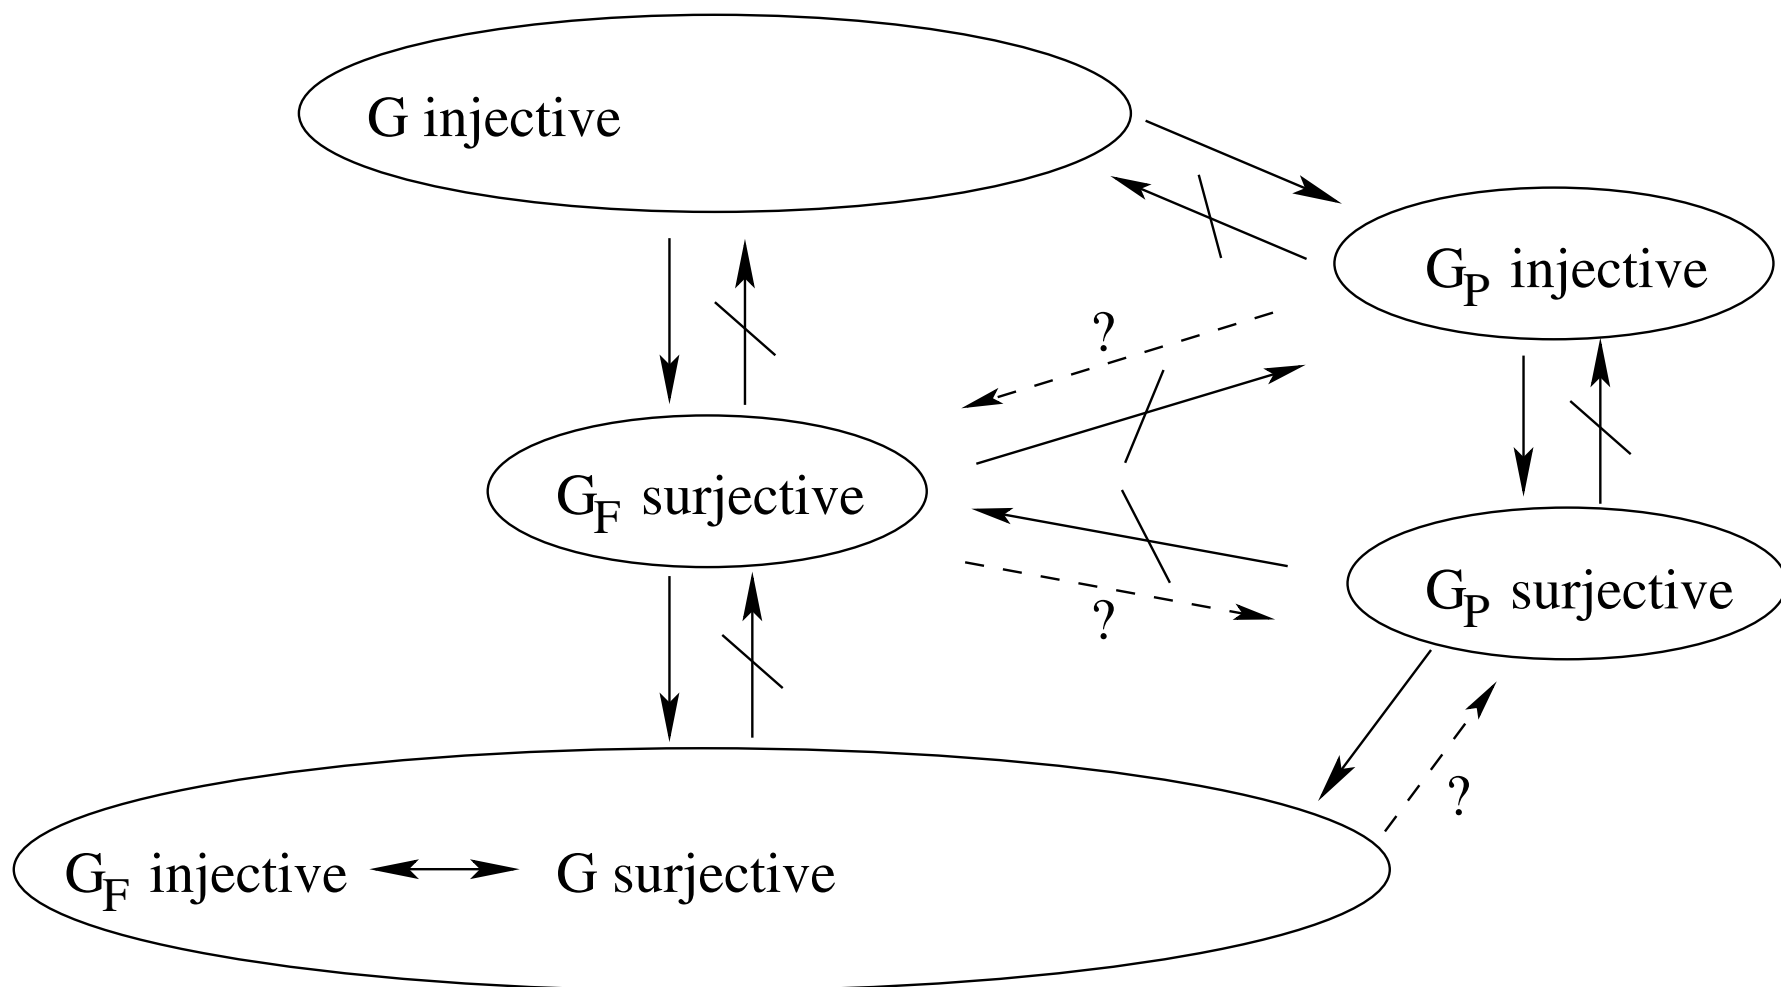 G injective
G_P injective
?
G_F surjective
G_P surjective
?
?
G_F injective
G surjective